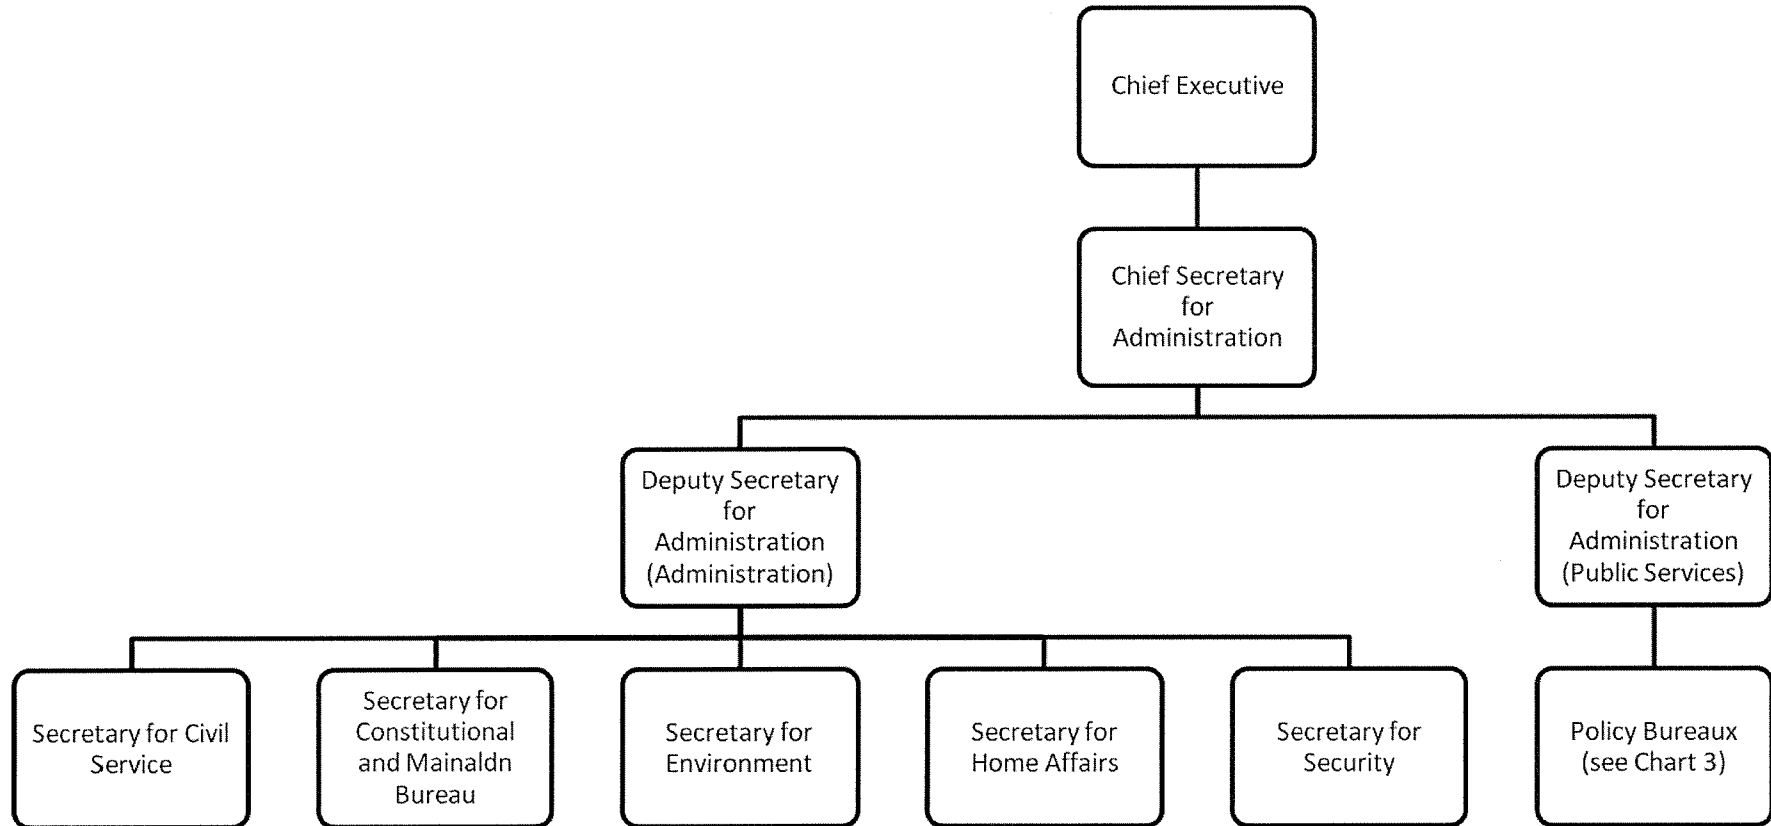 Chief Executive
Chief Secretary
for
Administration
Deputy Secretary
for
Administration
(Administration)
Deputy Secretary
for
Administration
(Public Services)
Secretary for Civil
Service
Secretary for
Constitutional
and Mainaldn
Bureau
Secretary for
Environment
Secretary for
Home Affairs
Secretary for
Security
Policy Bureaux
(see Chart 3)